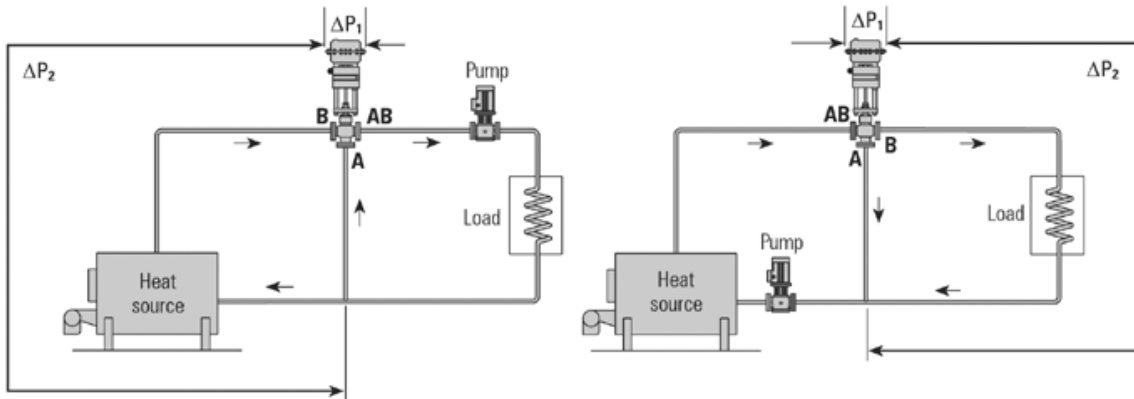 ΔP₁
ΔP₂
Pump
B
AB
A
Load
Heat
source
ΔP₁
ΔP₂
AB
A
B
Pump
Load
Heat
source